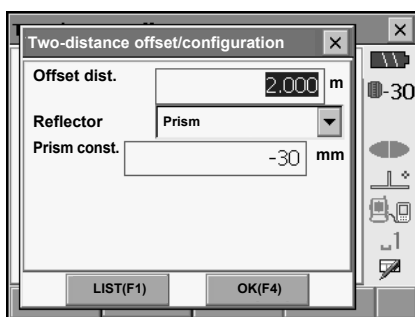 Two-distance offset/configuration
Offset dist. 2.000 m
Reflector Prism
Prism const. -30 mm
LIST(F1) OK(F4)
-30
1